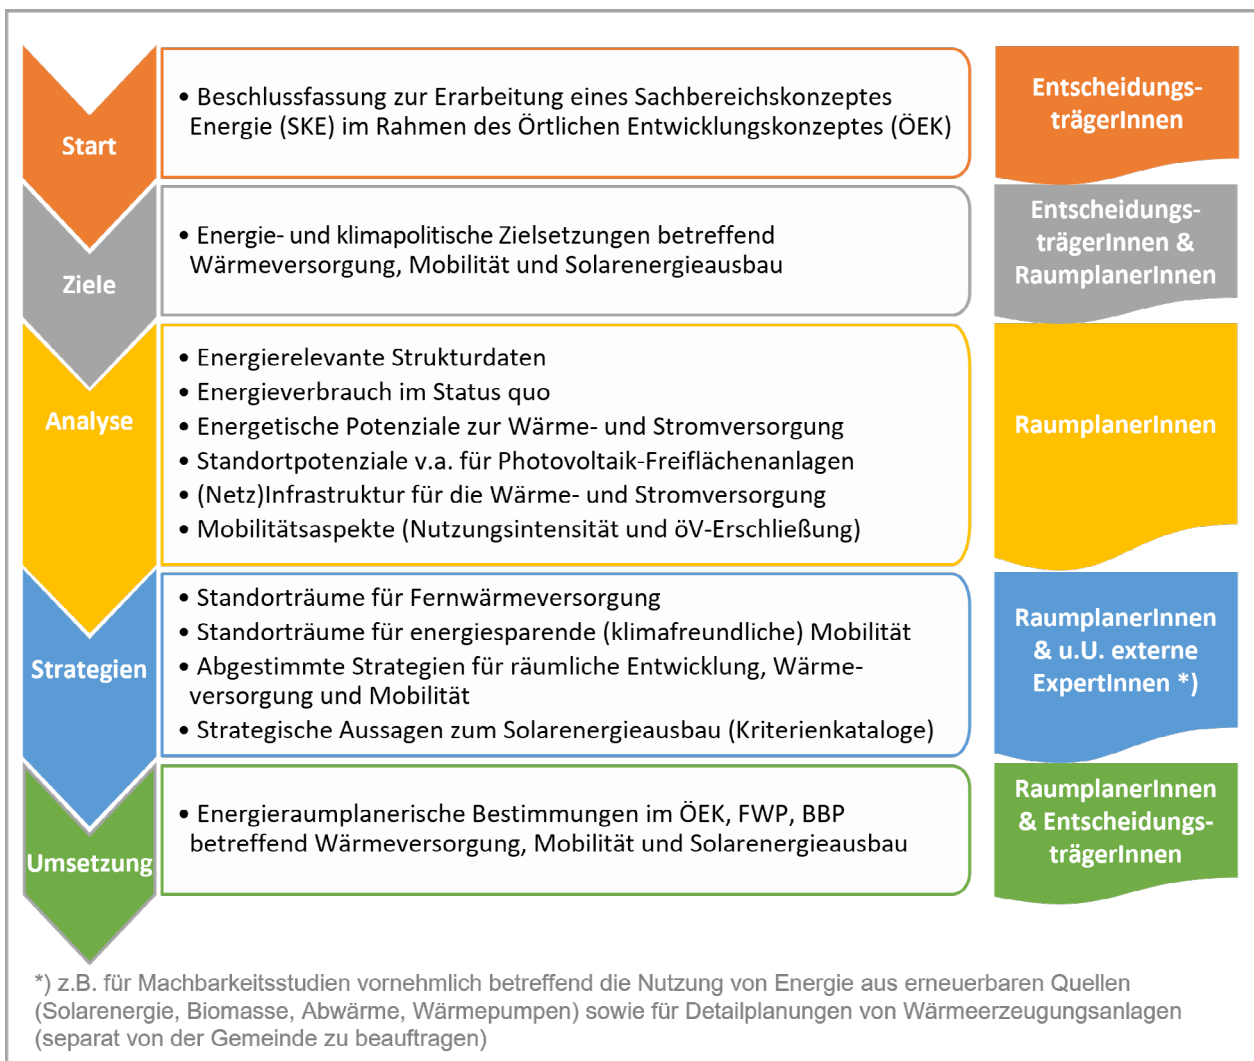 Start
• Beschlussfassung zur Erarbeitung eines Sachbereichskonzeptes
Energie (SKE) im Rahmen des Örtlichen Entwicklungskonzeptes (ÖEK)
Entscheidungs-
trägerInnen
Ziele
• Energie- und klimapolitische Zielsetzungen betreffend
Wärmeversorgung, Mobilität und Solarenergieausbau
Entscheidungs-
trägerInnen &
RaumplanerInnen
Analyse
• Energierelevante Strukturdaten
• Energieverbrauch im Status quo
• Energetische Potenziale zur Wärme- und Stromversorgung
• Standortpotenziale v.a. für Photovoltaik-Freiflächenanlagen
• (Netz)Infrastruktur für die Wärme- und Stromversorgung
• Mobilitätsaspekte (Nutzungsintensität und öV-Erschließung)
RaumplanerInnen
Strategien
• Standorträume für Fernwärmeversorgung
• Standorträume für energiesparende (klimafreundliche) Mobilität
• Abgestimmte Strategien für räumliche Entwicklung, Wärme-
versorgung und Mobilität
• Strategische Aussagen zum Solarenergieausbau (Kriterienkataloge)
RaumplanerInnen
& u.U. externe
ExpertInnen *)
Umsetzung
• Energieraumplanerische Bestimmungen im ÖEK, FWP, BBP
betreffend Wärmeversorgung, Mobilität und Solarenergieausbau
RaumplanerInnen
& Entscheidungs-
trägerInnen
*) z.B. für Machbarkeitsstudien vornehmlich betreffend die Nutzung von Energie aus erneuerbaren Quellen
(Solarenergie, Biomasse, Abwärme, Wärmepumpen) sowie für Detailplanungen von Wärmeerzeugungsanlagen
(separat von der Gemeinde zu beauftragen)